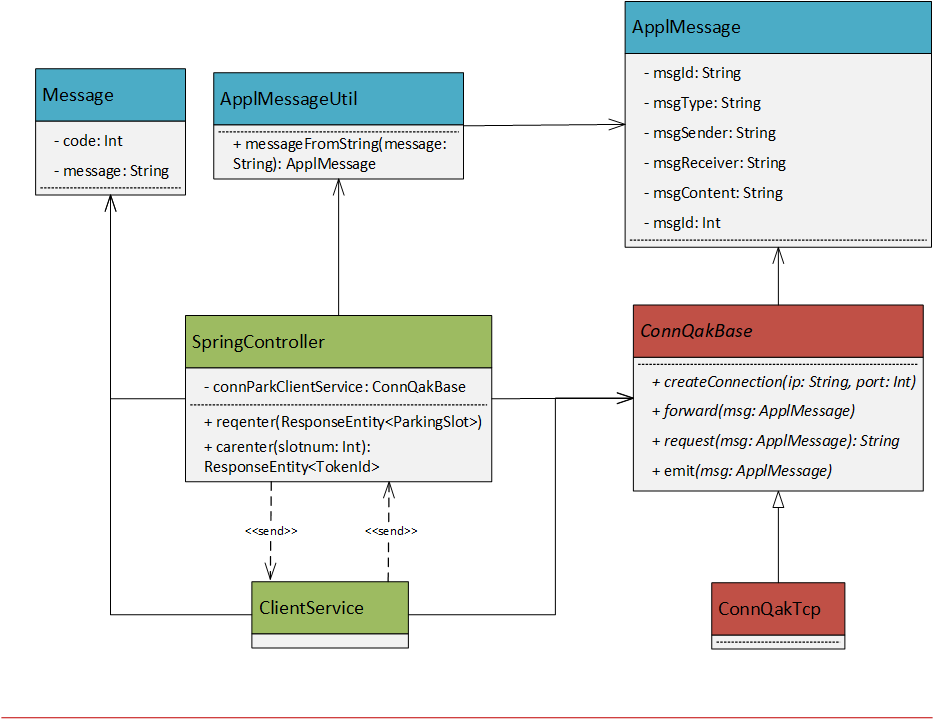 ApplMessage
- msgId: String
- msgType: String
- msgSender: String
- msgReceiver: String
- msgContent: String
- msgId: Int
Message
- code: Int
- message: String
ApplMessageUtil
+ messageFromString(message:
String): ApplMessage
SpringController
- connParkClientService: ConnQakBase
+ reqenter(ResponseEntity<ParkingSlot>)
+ carenter(slotnum: Int):
ResponseEntity<TokenId>
ConnQakBase
+ createConnection(ip: String, port: Int)
+ forward(msg: ApplMessage)
+ request(msg: ApplMessage): String
+ emit(msg: ApplMessage)
<<send>>
<<send>>
ClientService
ConnQakTcp